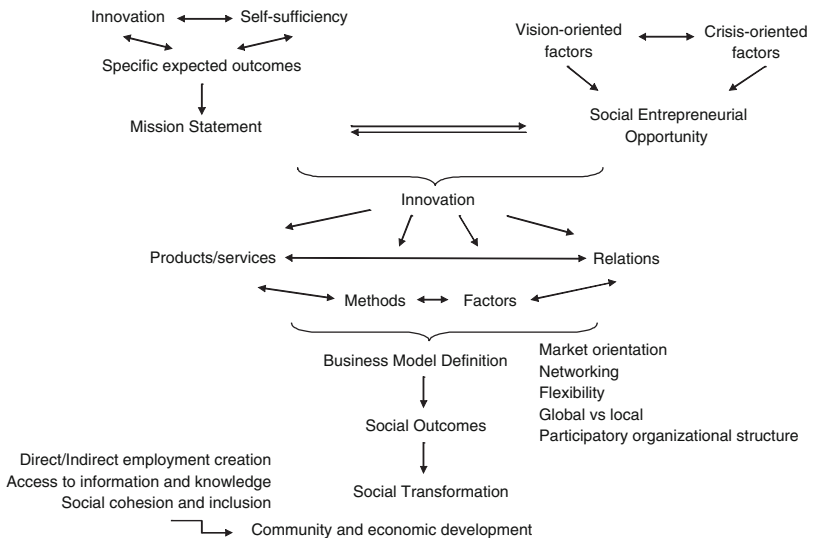 Innovation
Self-sufficiency
Specific expected outcomes
Mission Statement
Vision-oriented
factors
Crisis-oriented
factors
Social Entrepreneurial
Opportunity
Innovation
Products/services
Relations
Methods
Factors
Business Model Definition
Market orientation
Networking
Flexibility
Global vs local
Participatory organizational structure
Social Outcomes
Direct/Indirect employment creation
Access to information and knowledge
Social cohesion and inclusion
Social Transformation
Community and economic development